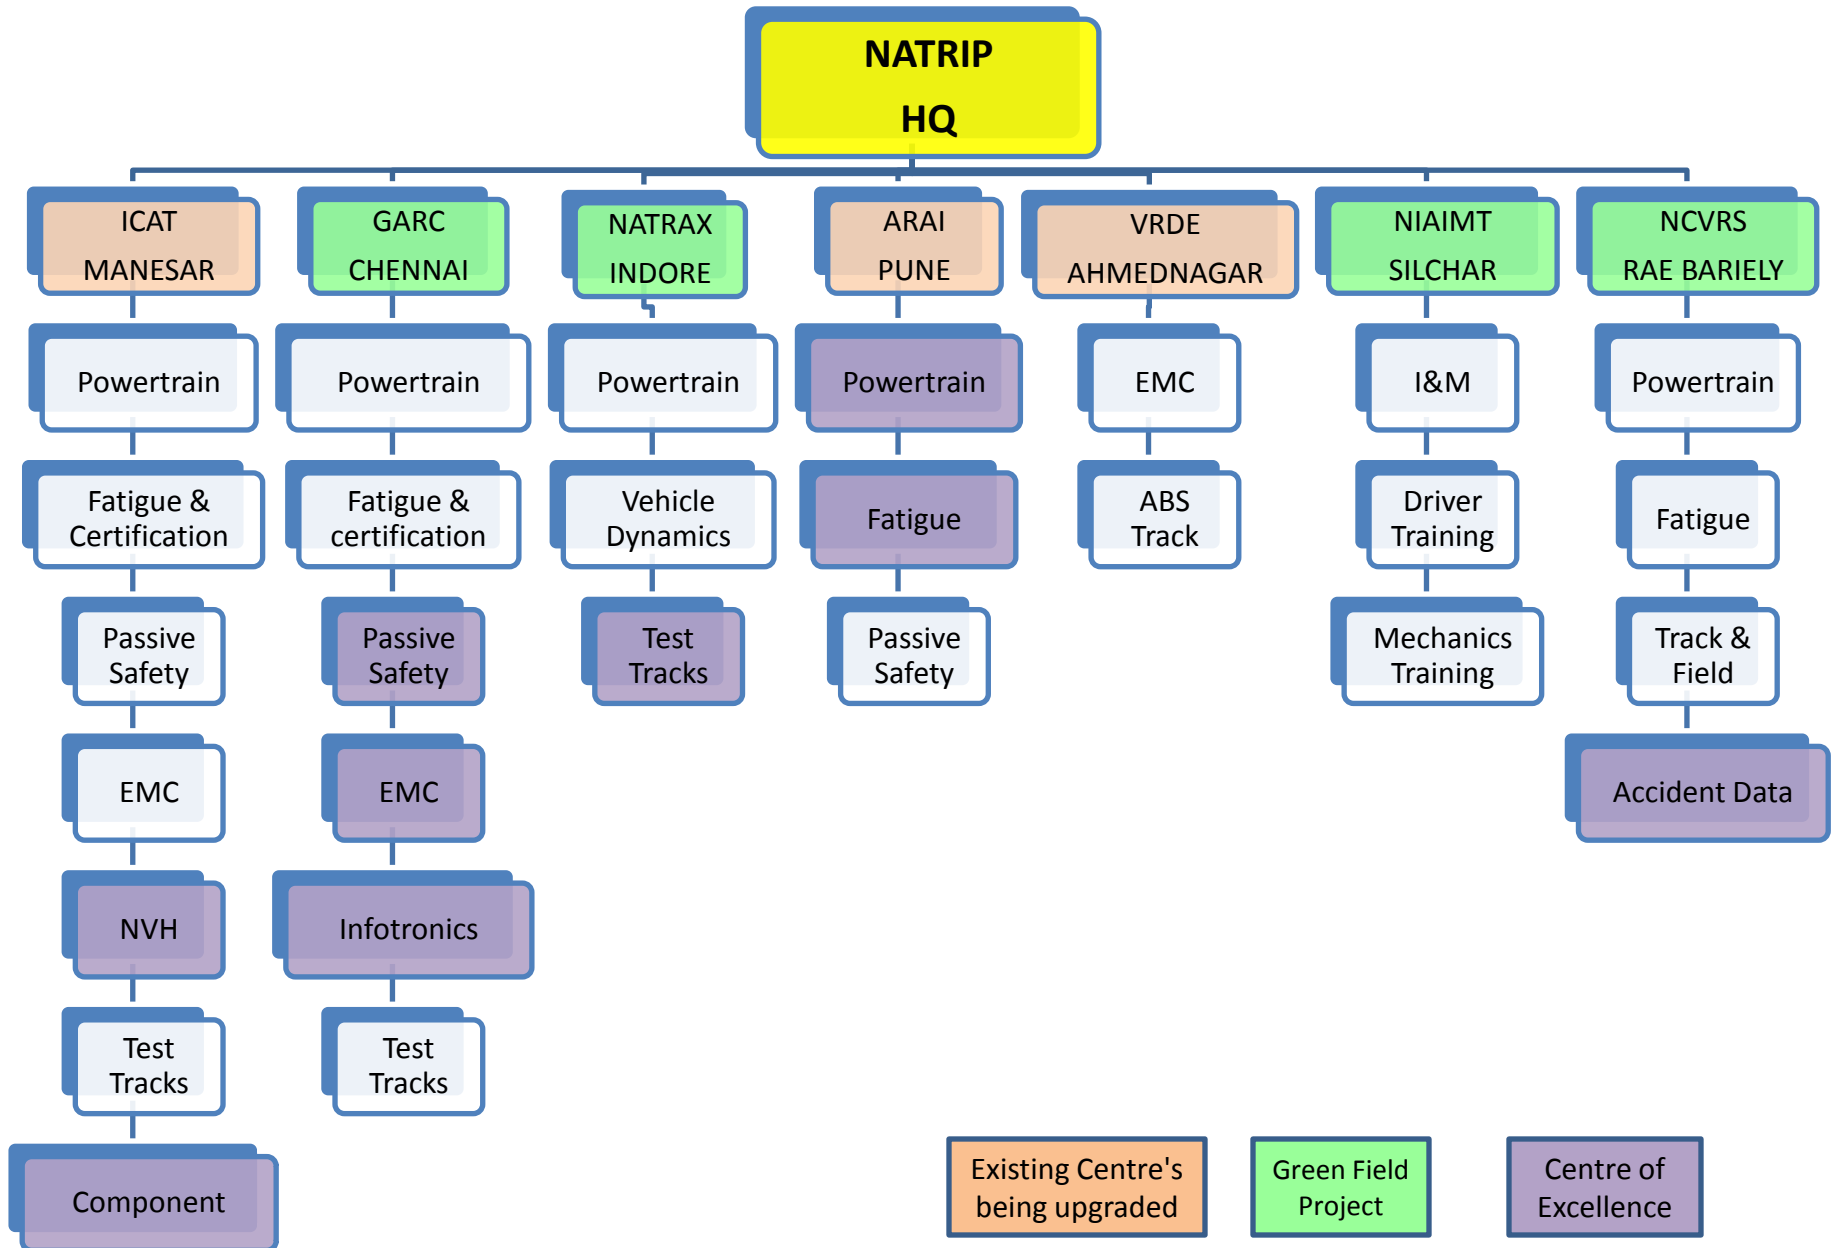 NATRIP
HQ
ICAT
MANESAR
Powertrain
Fatigue &
Certification
Passive
Safety
EMC
NVH
Test
Tracks
Component
GARC
CHENNAI
Powertrain
Fatigue &
certification
Passive
Safety
EMC
Infotronics
Test
Tracks
NATRAX
INDORE
Powertrain
Vehicle
Dynamics
Test
Tracks
ARAI
PUNE
Powertrain
Fatigue
Passive
Safety
VRDE
AHMEDNAGAR
EMC
ABS
Track
NIAIMT
SILCHAR
I&M
Driver
Training
Mechanics
Training
NCVRS
RAE BARIELY
Powertrain
Fatigue
Track &
Field
Accident Data
Existing Centre's
being upgraded
Green Field
Project
Centre of
Excellence